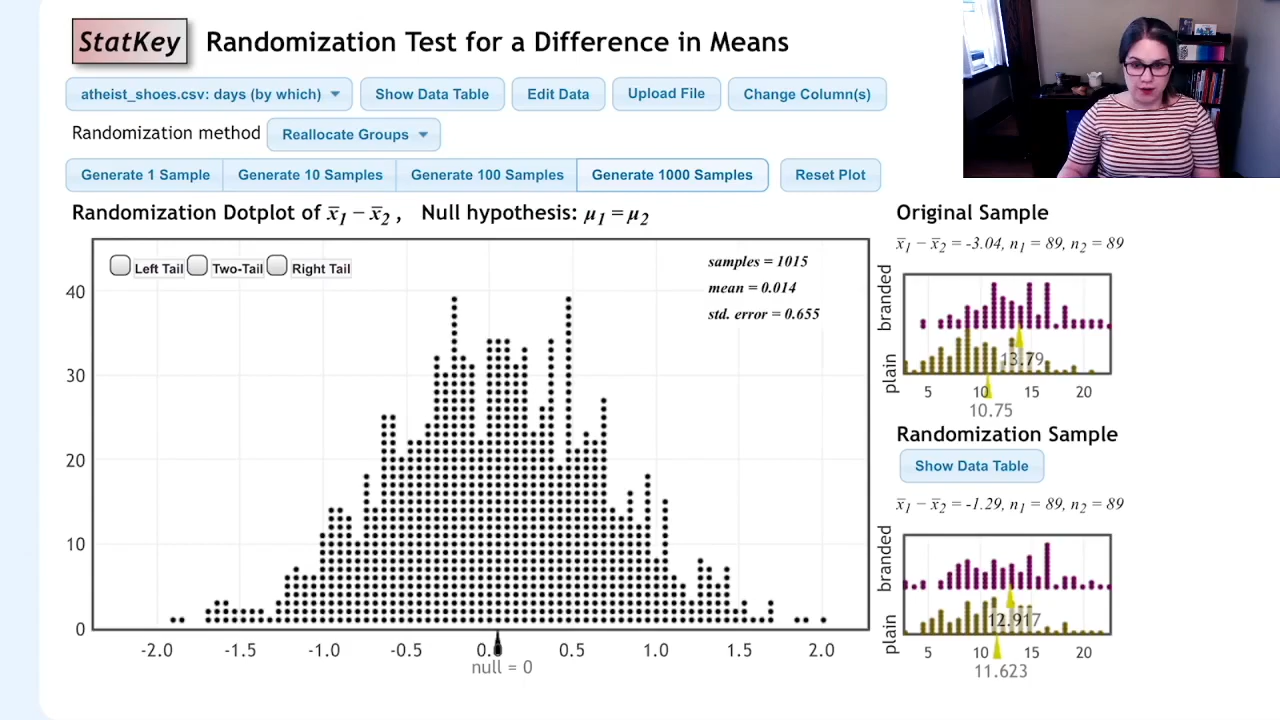 StatKey Randomization Test for a Difference in Means
atheist_shoes.csv: days (by which) Show Data Table Edit Data Upload File Change Column(s)
Randomization method Reallocate Groups
Generate 1 Sample Generate 10 Samples Generate 100 Samples Generate 1000 Samples Reset Plot
Randomization Dotplot of x̅₁ − x̅₂ , Null hypothesis: μ₁ = μ₂
Left Tail Two-Tail Right Tail
samples = 1015
mean = 0.014
std. error = 0.655
40
30
20
10
0
-2.0 -1.5 -1.0 -0.5 0.0 0.5 1.0 1.5 2.0
null = 0
Original Sample
x̅₁ − x̅₂ = -3.04, n₁ = 89, n₂ = 89
branded
plain
13.79
5 10 15 20
10.75
Randomization Sample
Show Data Table
x̅₁ − x̅₂ = -1.29, n₁ = 89, n₂ = 89
branded
plain
12.917
5 10 15 20
11.623